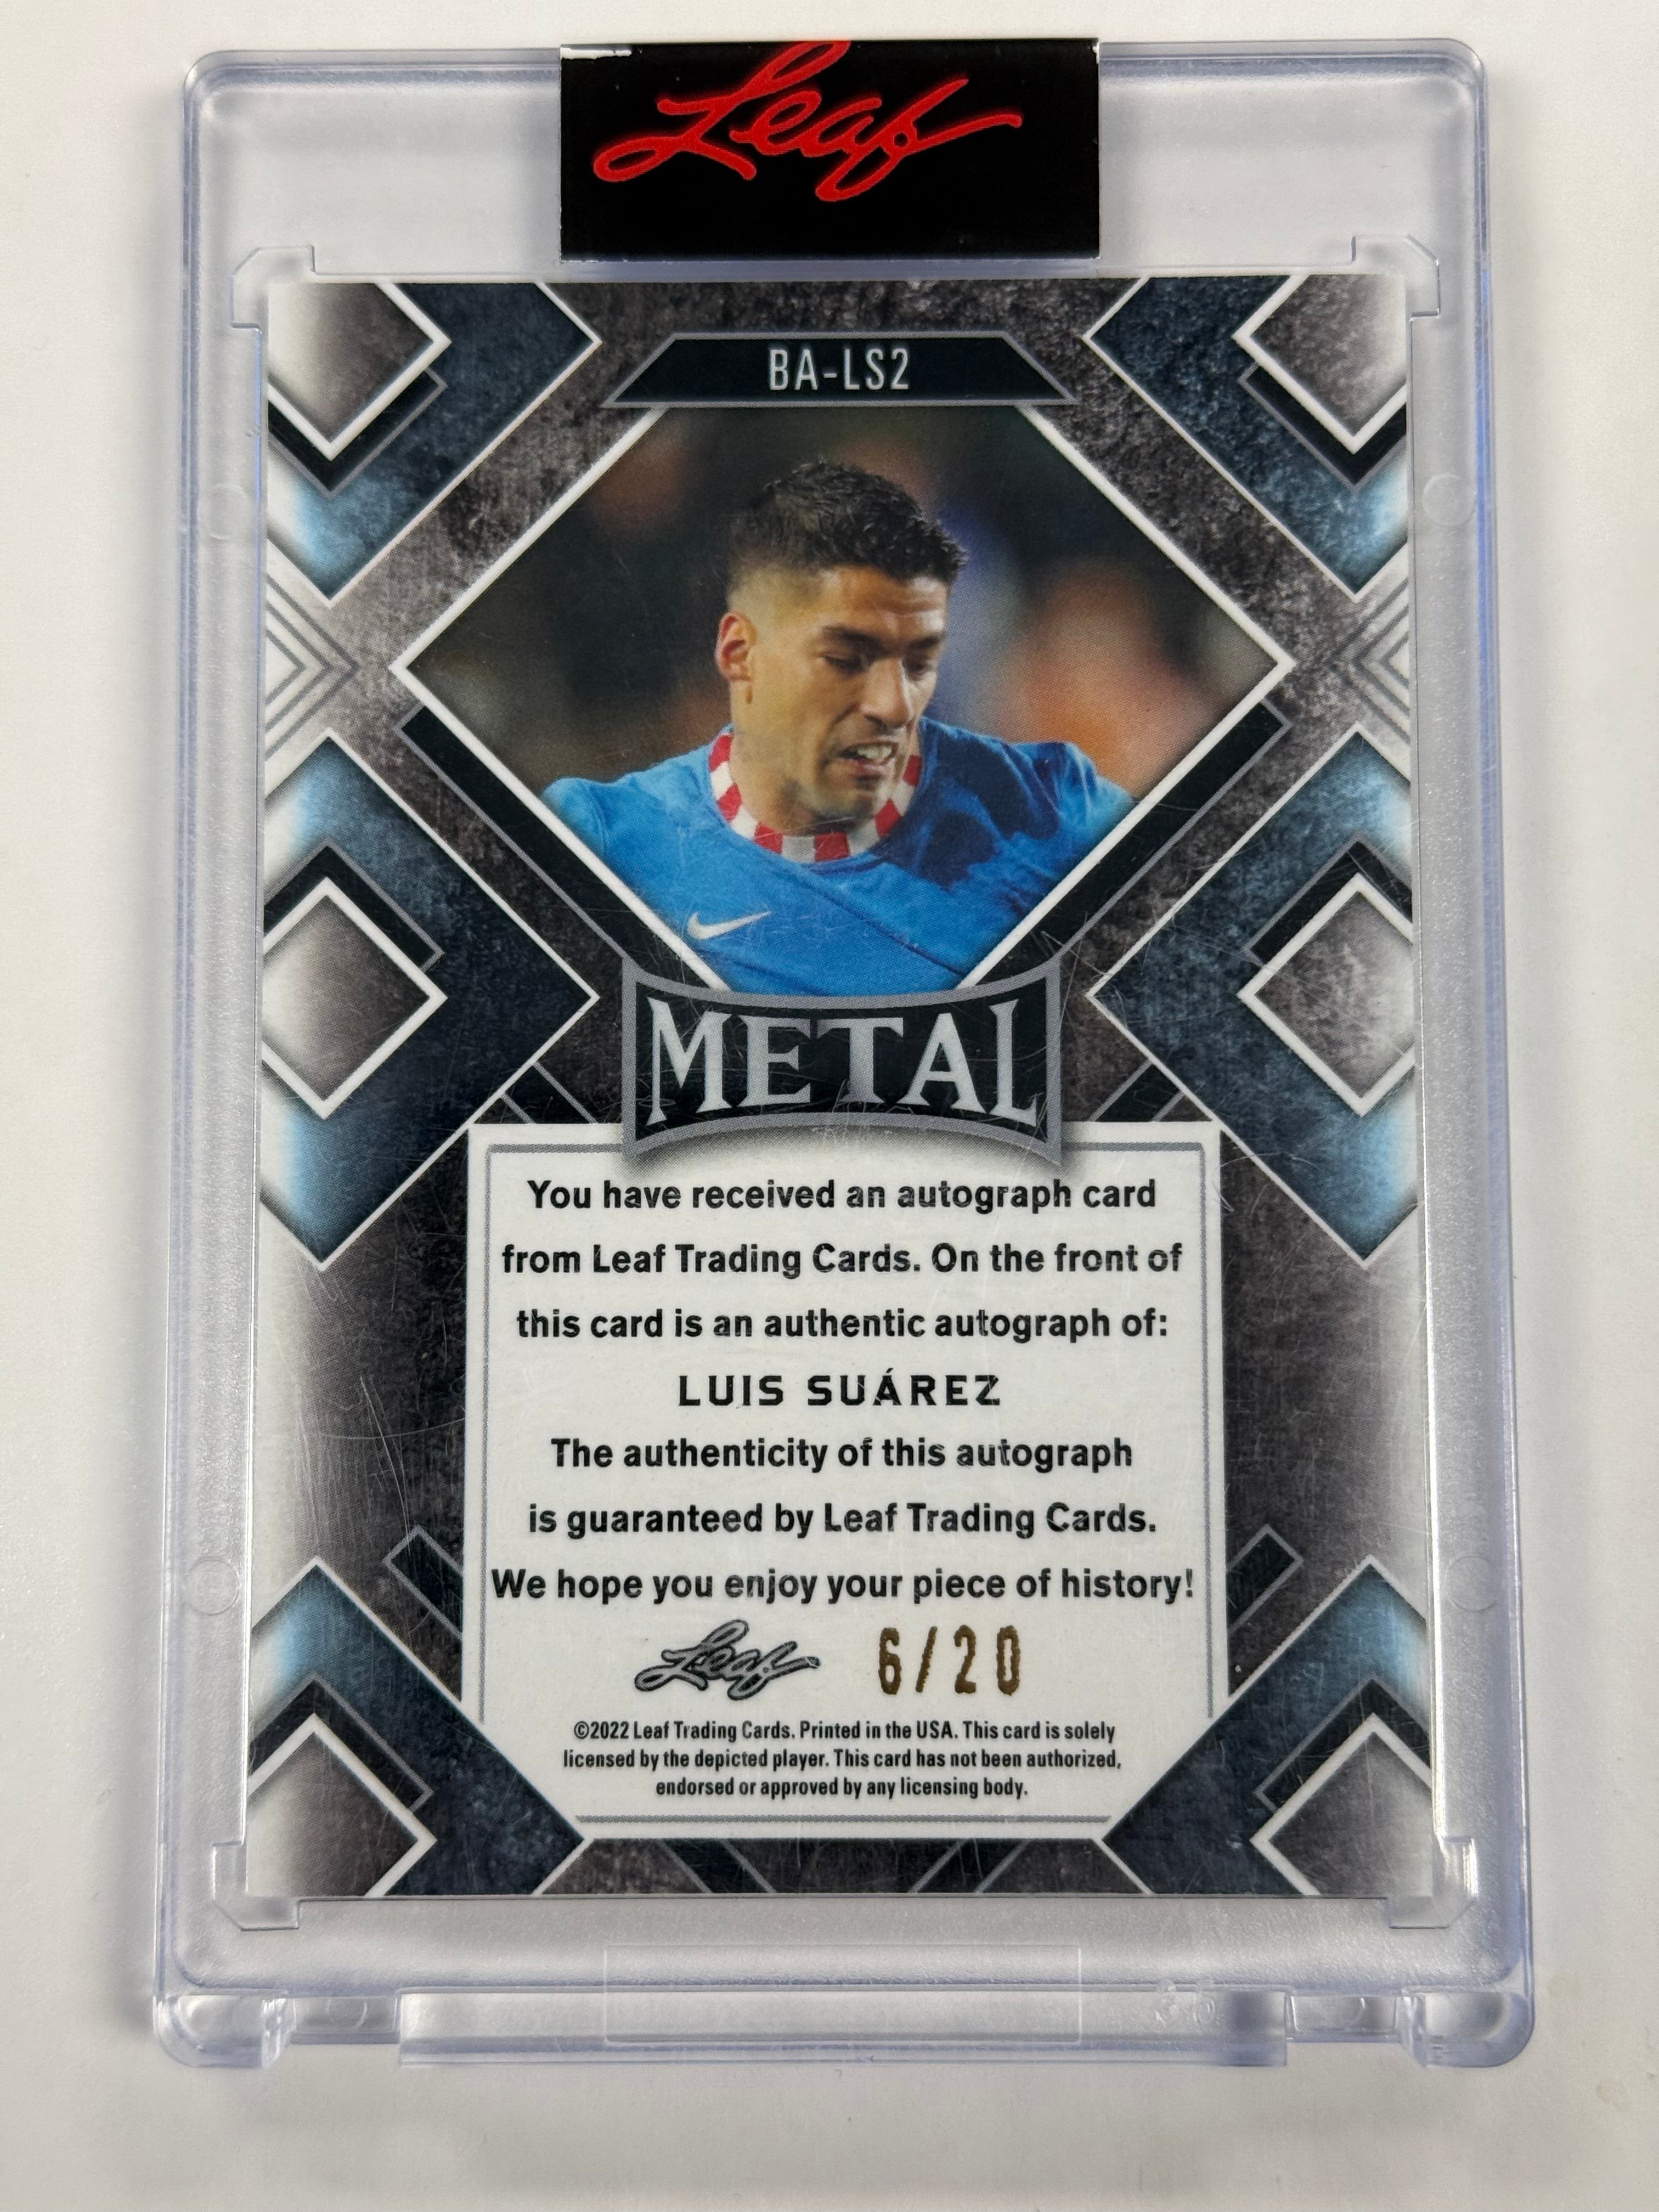 Leaf
BA-LS2
METAL
You have received an autograph card
from Leaf Trading Cards. On the front of
this card is an authentic autograph of:
LUIS SUÁREZ
The authenticity of this autograph
is guaranteed by Leaf Trading Cards.
We hope you enjoy your piece of history!
Leaf 6/20
©2022 Leaf Trading Cards. Printed in the USA. This card is solely
licensed by the depicted player. This card has not been authorized,
endorsed or approved by any licensing body.